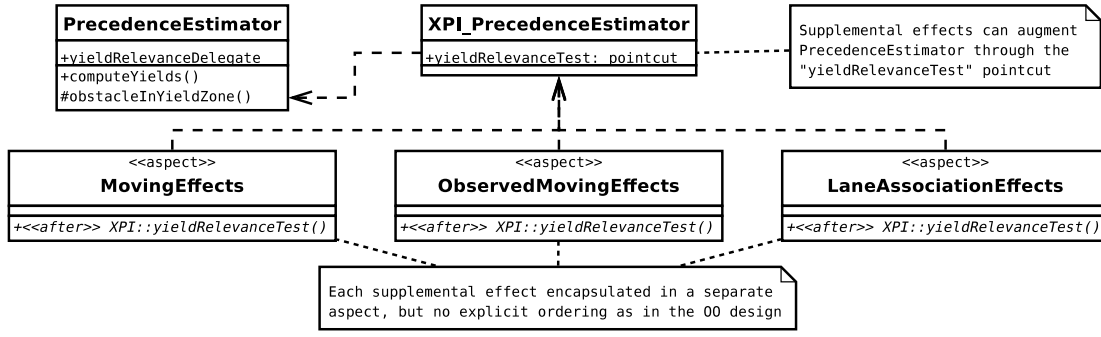 PrecedenceEstimator
+yieldRelevanceDelegate
+computeYields()
#obstacleInYieldZone()
XPI_PrecedenceEstimator
+yieldRelevanceTest: pointcut
Supplemental effects can augment
PrecedenceEstimator through the
"yieldRelevanceTest" pointcut
<<aspect>>
MovingEffects
+<<after>> XPI::yieldRelevanceTest()
<<aspect>>
ObservedMovingEffects
+<<after>> XPI::yieldRelevanceTest()
<<aspect>>
LaneAssociationEffects
+<<after>> XPI::yieldRelevanceTest()
Each supplemental effect encapsulated in a separate
aspect, but no explicit ordering as in the OO design